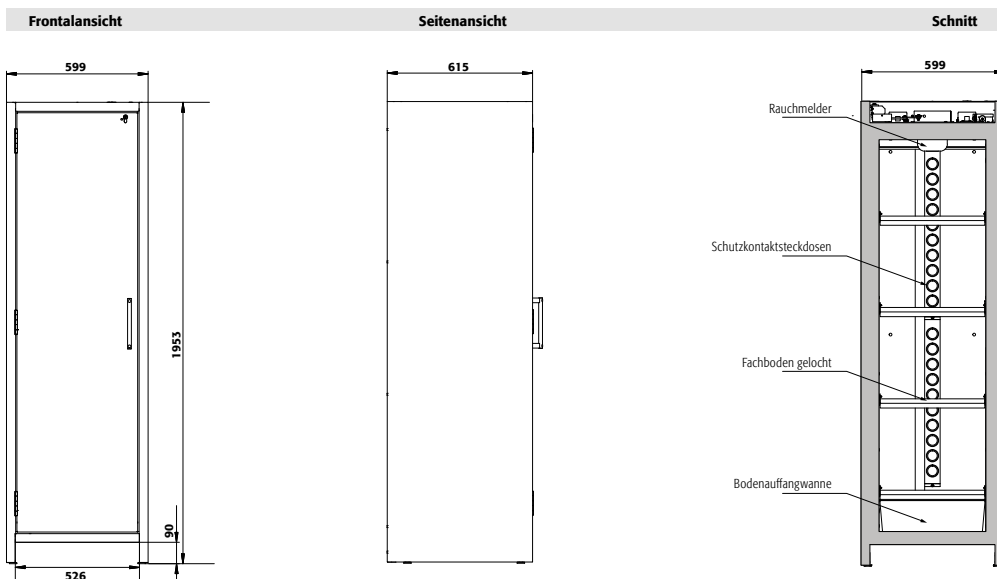 Frontalansicht
Seitenansicht
Schnitt
599
615
599
Rauchmelder
Schutzkontaktsteckdosen
1953
Fachboden gelocht
Bodenauffangwanne
90
526